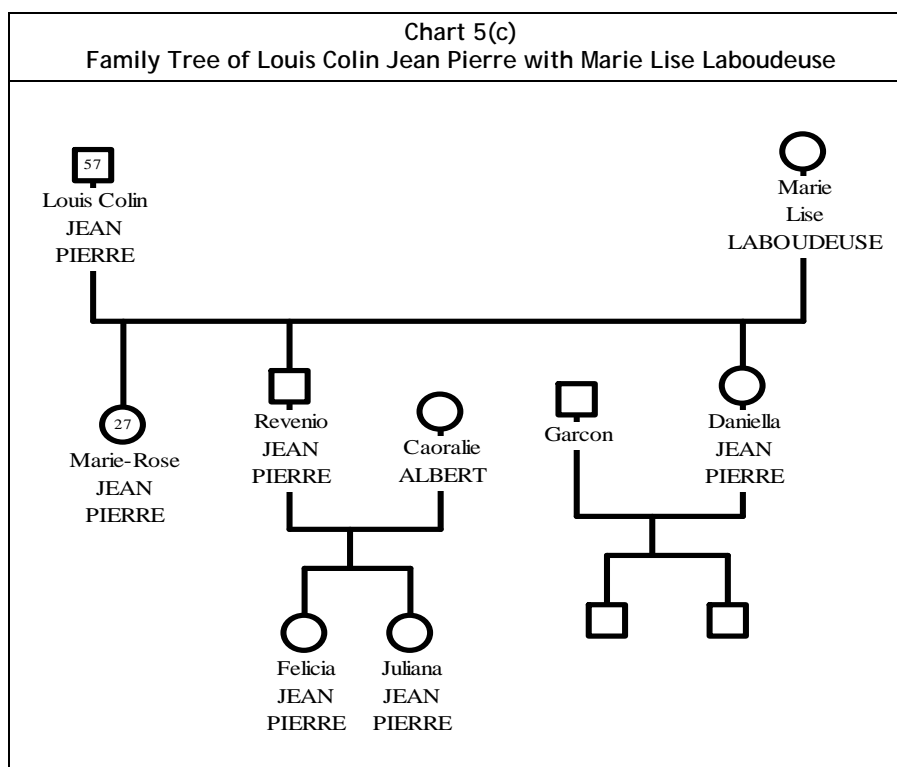 Chart 5(c)
Family Tree of Louis Colin Jean Pierre with Marie Lise Laboudeuse
57
Louis Colin
JEAN
PIERRE
Marie
Lise
LABOUDEUSE
27
Marie-Rose
JEAN
PIERRE
Revenio
JEAN
PIERRE
Caoralie
ALBERT
Garcon
Daniella
JEAN
PIERRE
Felicia
JEAN
PIERRE
Juliana
JEAN
PIERRE